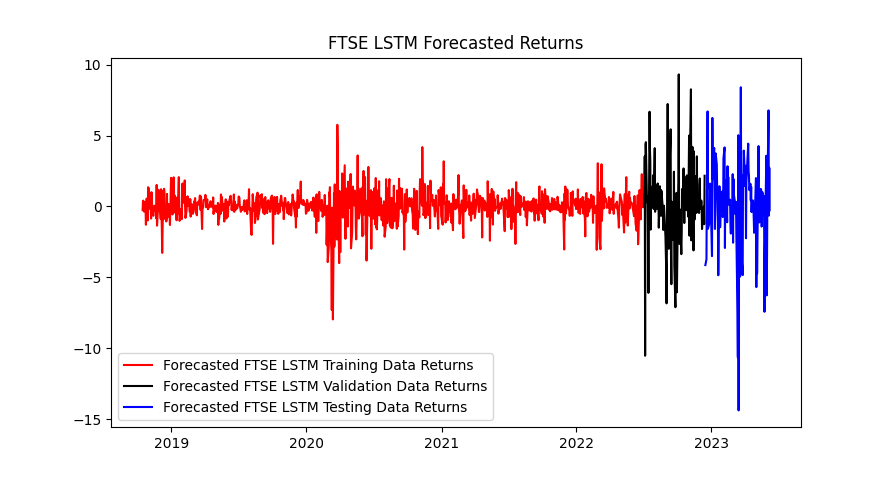 FTSE LSTM Forecasted Returns
10
5
0
−5
−10
−15
Forecasted FTSE LSTM Training Data Returns
Forecasted FTSE LSTM Validation Data Returns
Forecasted FTSE LSTM Testing Data Returns
2019 2020 2021 2022 2023